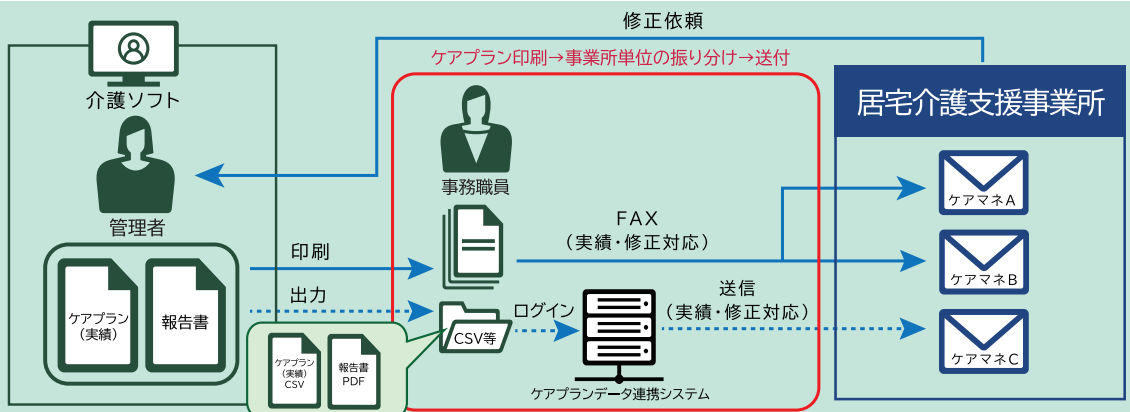 修正依頼
ケアプラン印刷→事業所単位の振り分け→送付
介護ソフト
居宅介護支援事業所
管理者
事務職員
ケアマネA
FAX
(実績・修正対応)
印刷
ケアマネB
出力
ケアプラン
(実績)
報告書
CSV等
ログイン
送信
(実績・修正対応)
ケアマネC
ケアプラン
(実績)
CSV
報告書
PDF
ケアプランデータ連携システム